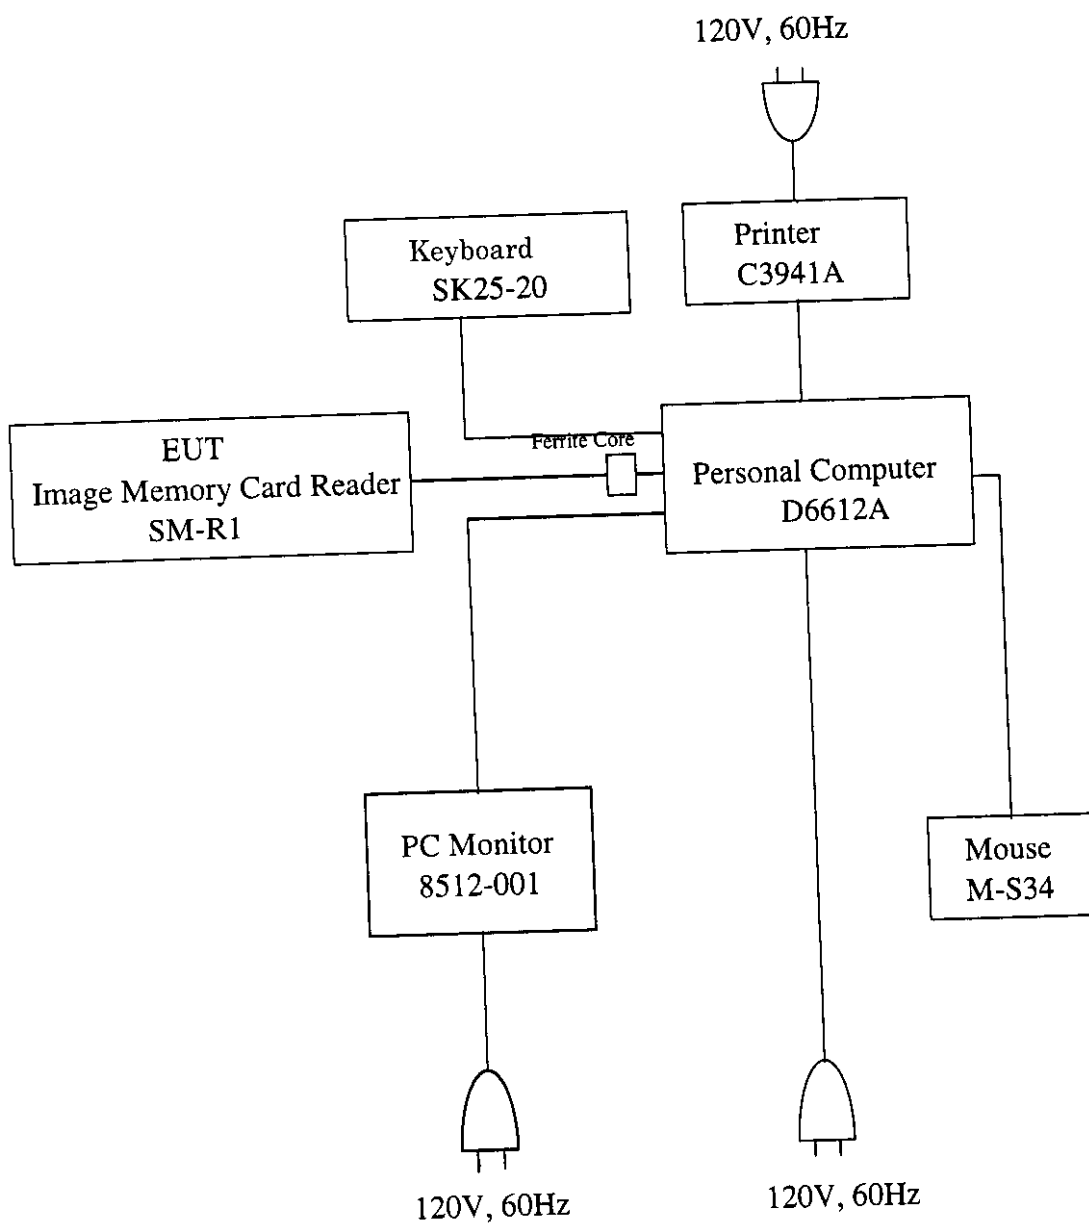 120V, 60Hz
Keyboard
SK25-20
Printer
C3941A
EUT
Image Memory Card Reader
SM-R1
Ferrite Core
Personal Computer
D6612A
PC Monitor
8512-001
Mouse
M-S34
120V, 60Hz
120V, 60Hz